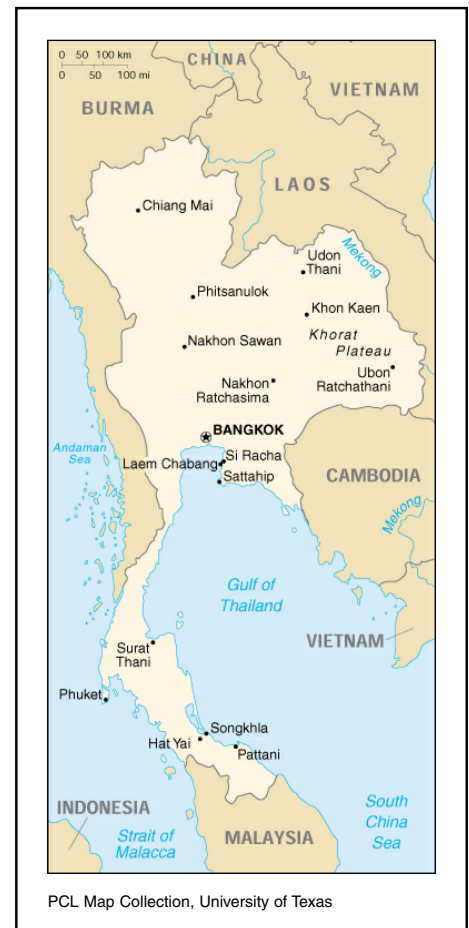 0 50 100 km
0 50 100 mi
CHINA
VIETNAM
BURMA
LAOS
Chiang Mai
Udon
Thani
Mekong
Phitsanulok
Khon Kaen
Khorat
Plateau
Nakhon Sawan
Ubon
Ratchathani
Nakhon
Ratchasima
BANGKOK
Si Racha
Laem Chabang
Sattahip
Andaman
Sea
CAMBODIA
Mekong
Gulf of
Thailand
VIETNAM
Surat
Thani
Phuket
Songkhla
Hat Yai
Pattani
INDONESIA
Strait of
Malacca
MALAYSIA
South
China
Sea
PCL Map Collection, University of Texas